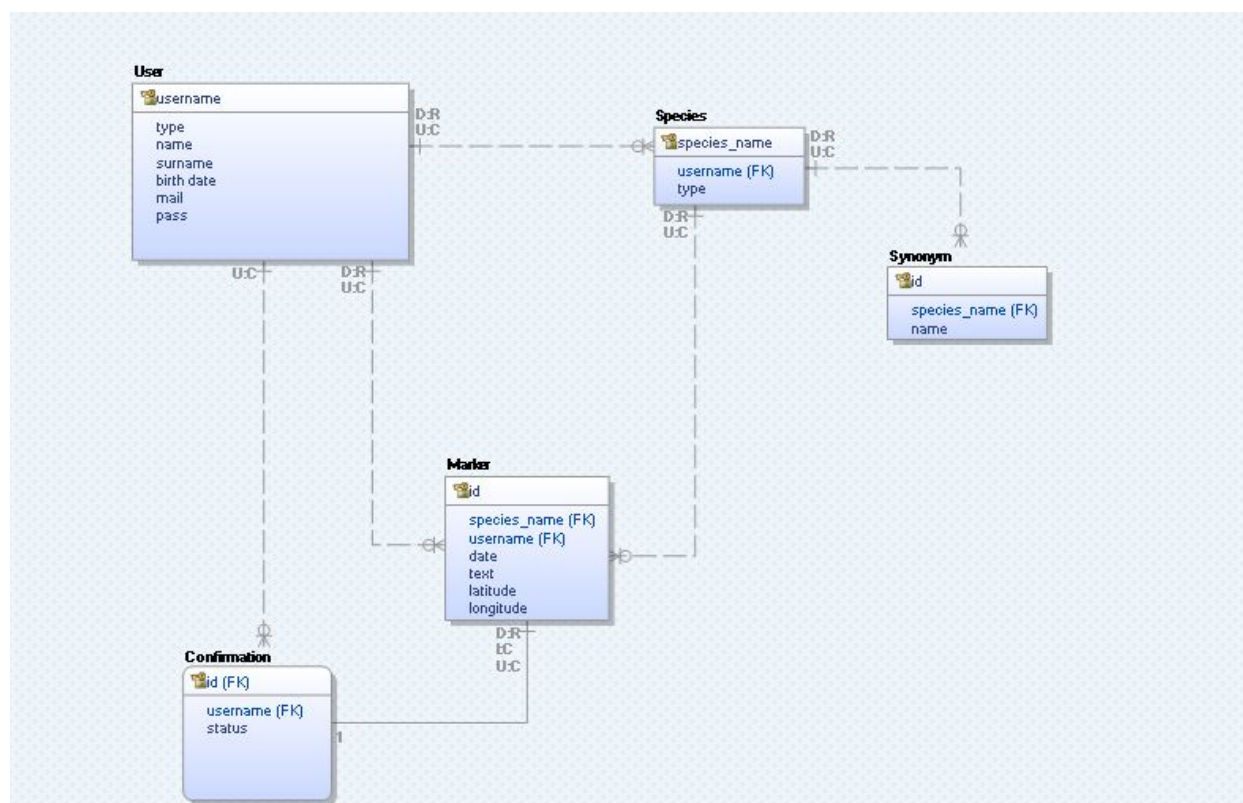 User
username
type
name
surname
birth date
mail
pass
D:R
U:C
Species
species_name
username (FK)
type
D:R
U:C
D:R
U:C
Synonym
id
species_name (FK)
name
U:C
D:R
U:C
Marker
id
species_name (FK)
username (FK)
date
text
latitude
longitude
D:R
I:C
U:C
Confirmation
id (FK)
username (FK)
status
1